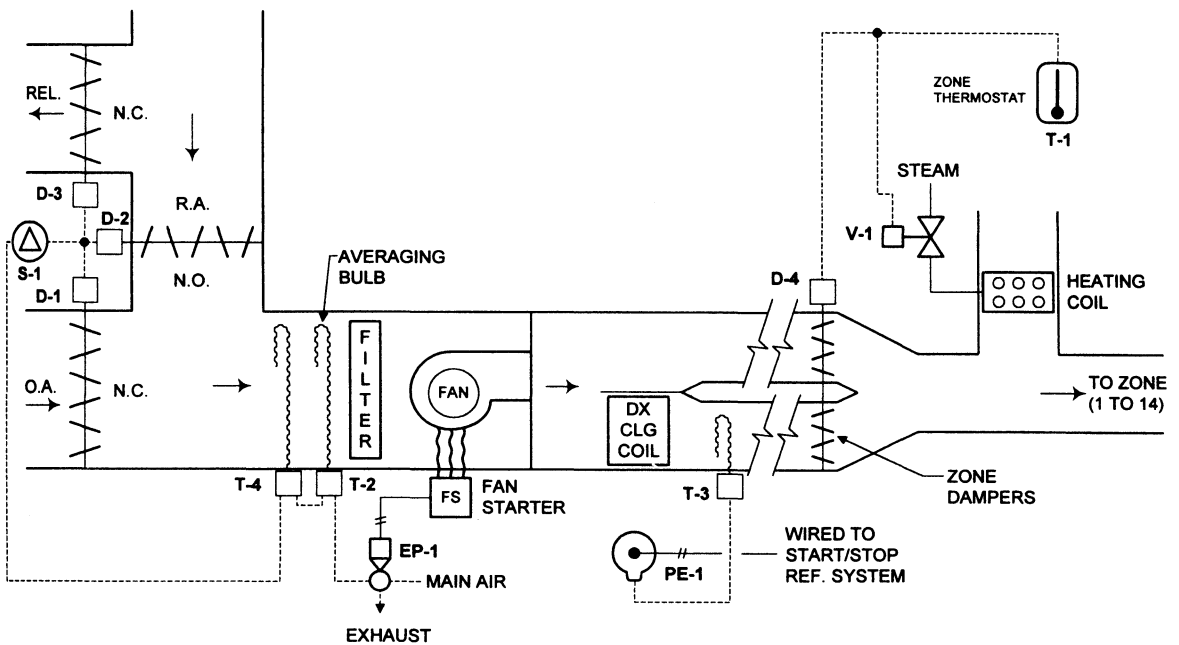 ZONE
THERMOSTAT
T-1
REL.
N.C.
STEAM
D-3
R.A.
D-2
V-1
S-1
N.O.
AVERAGING
BULB
D-4
HEATING
COIL
D-1
F
I
L
T
E
R
O.A.
N.C.
FAN
TO ZONE
(1 TO 14)
DX
CLG
COIL
T-4
T-2
FS
FAN
STARTER
T-3
ZONE
DAMPERS
EP-1
MAIN AIR
PE-1
WIRED TO
START/STOP
REF. SYSTEM
EXHAUST